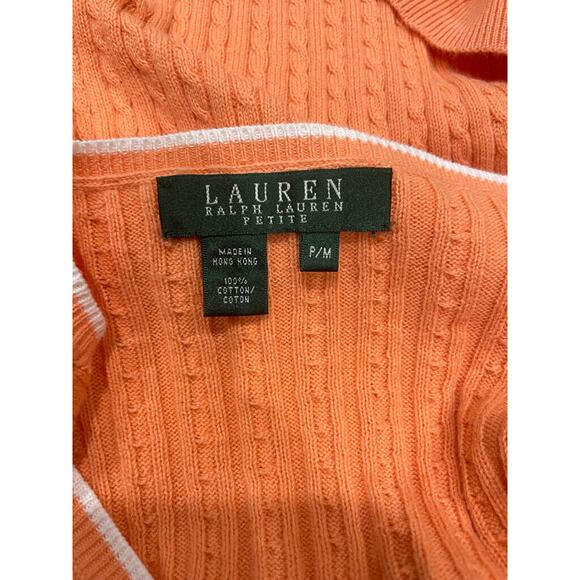 LAUREN
RALPH LAUREN
PETITE
MADE IN
HONG KONG
100%
COTTON/
COTON
P/M